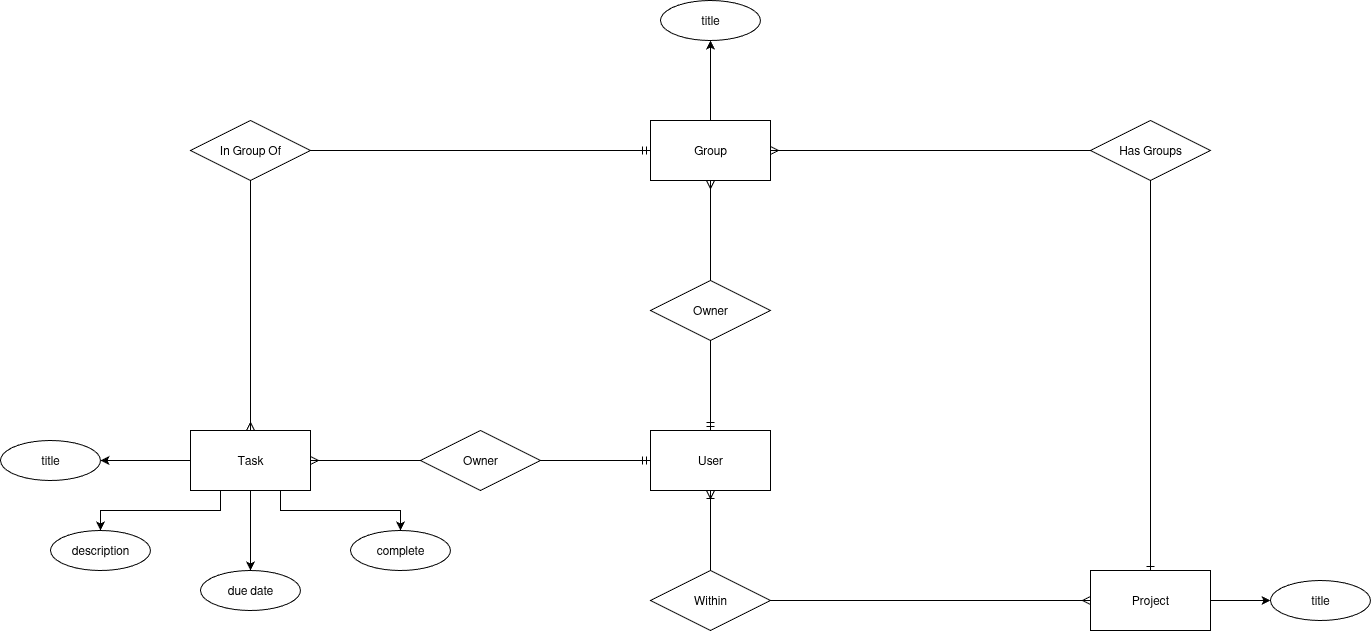 title
In Group Of
Group
Has Groups
Owner
title
Task
Owner
User
description
complete
due date
Within
Project
title